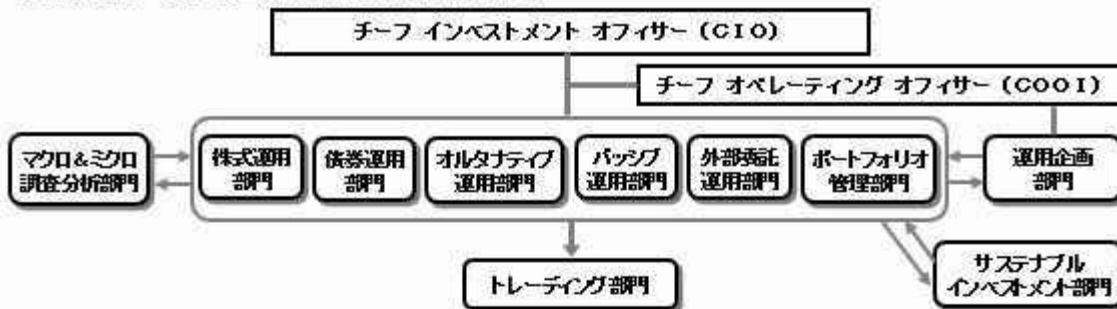 チーフ インベストメント オフィサー (CIO)
チーフ オペレーティング オフィサー (COOI)
マクロ&ミクロ
調査分析部門
株式運用
部門
債券運用
部門
オルタナティブ
運用部門
パッシブ
運用部門
外部委託
運用部門
ポートフォリオ
管理部門
運用企画
部門
トレーディング部門
サステナブル
インベストメント部門